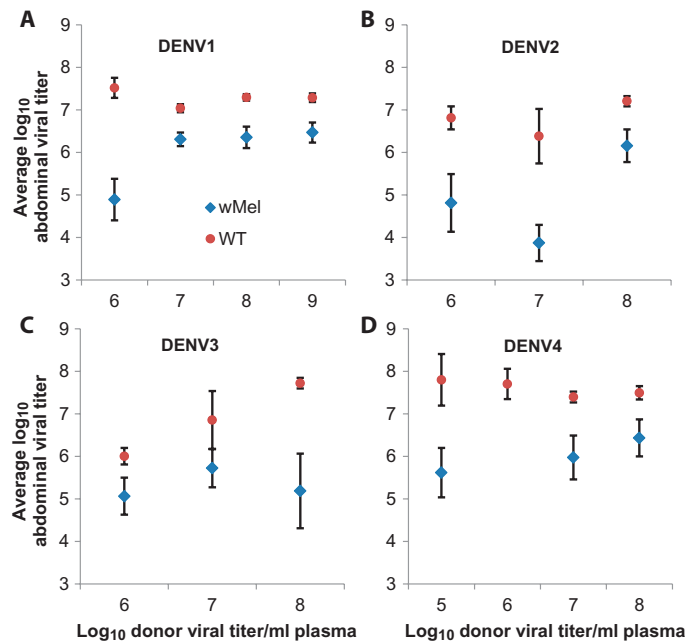 A
DENV1
Average log10
abdominal viral titer
9
8
7
6
5
4
3
6 7 8 9
wMel
WT
B
DENV2
9
8
7
6
5
4
3
6 7 8
C
DENV3
Average log10
abdominal viral titer
9
8
7
6
5
4
3
6 7 8
Log10 donor viral titer/ml plasma
D
DENV4
9
8
7
6
5
4
3
5 6 7 8
Log10 donor viral titer/ml plasma